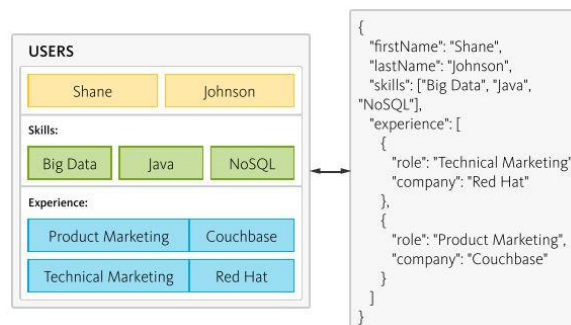 USERS
Shane Johnson
Skills:
Big Data Java NoSQL
Experience:
Product Marketing Couchbase
Technical Marketing Red Hat
{
"firstName": "Shane",
"lastName": "Johnson",
"skills": ["Big Data", "Java",
"NoSQL"],
"experience": [
{
"role": "Technical Marketing",
"company": "Red Hat"
},
{
"role": "Product Marketing",
"company": "Couchbase"
}
]
}